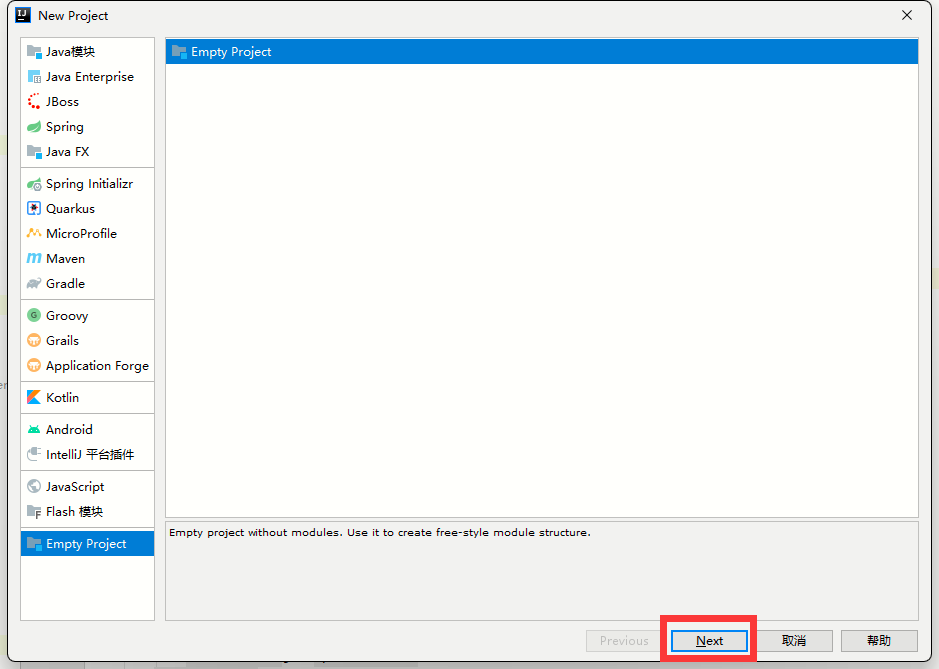 New Project
Java模块
Java Enterprise
JBoss
Spring
Java FX
Spring Initializr
Quarkus
MicroProfile
Maven
Gradle
Groovy
Grails
Application Forge
Kotlin
Android
IntelliJ 平台插件
JavaScript
Flash 模块
Empty Project
Empty Project
Empty project without modules. Use it to create free-style module structure.
Previous Next 取消 帮助